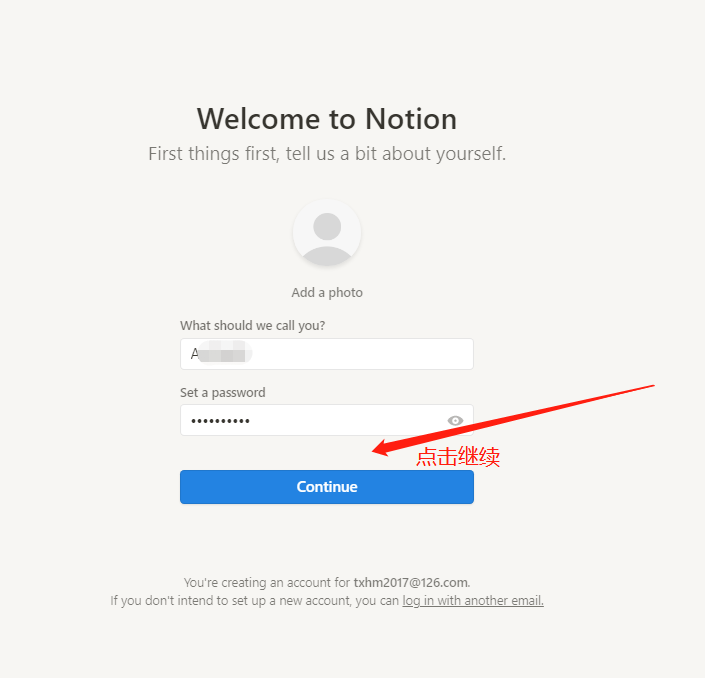 Welcome to Notion
First things first, tell us a bit about yourself.
Add a photo
What should we call you?
A
Set a password
••••••••••
点击继续
Continue
You're creating an account for txhm2017@126.com.
If you don't intend to set up a new account, you can log in with another email.